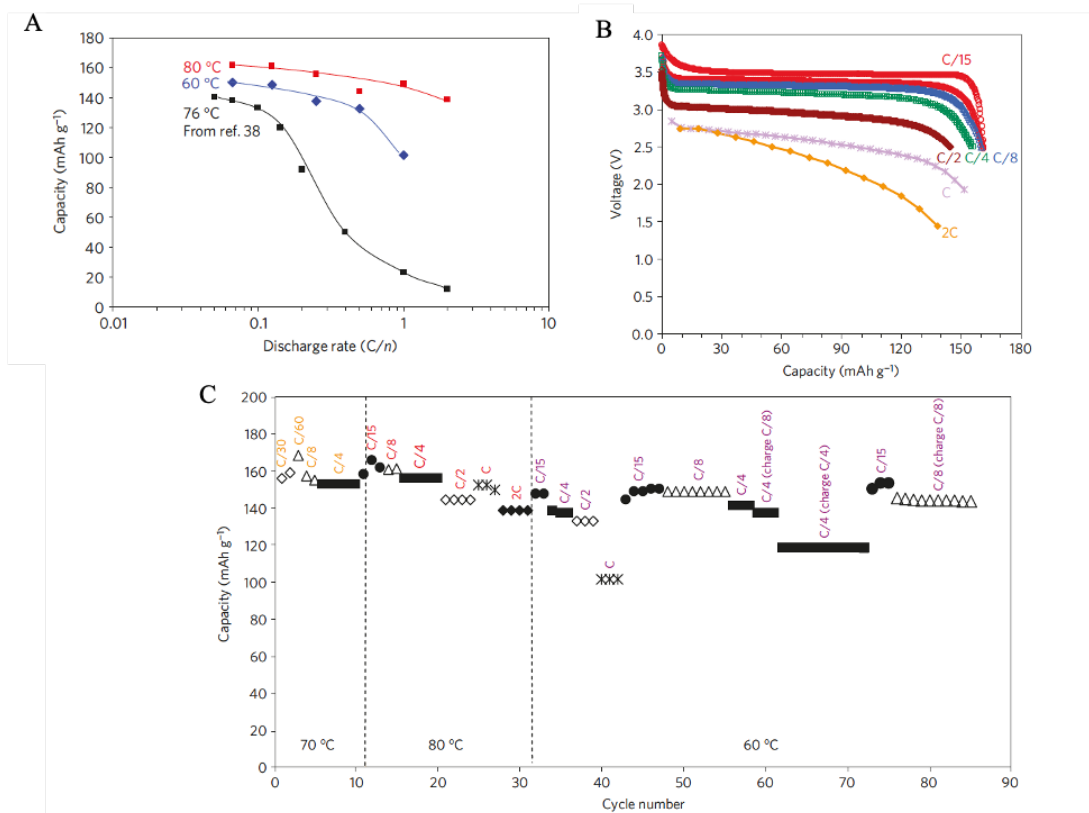 A
180
160
140
120
100
80
60
40
20
0
Capacity (mAh g⁻¹)
80 °C
60 °C
76 °C
From ref. 38
0.01
0.1
1
10
Discharge rate (C/n)
B
4.0
3.5
3.0
2.5
2.0
1.5
1.0
0.5
0.0
Voltage (V)
C/15
C/2
C/4
C/8
C
2C
0
30
60
90
120
150
180
Capacity (mAh g⁻¹)
C
200
180
160
140
120
100
80
60
40
20
0
Capacity (mAh g⁻¹)
C/30
C/60
C/8
C/4
C/15
C/8
C/4
C/2
C
2C
C/15
C/4
C/2
C
C/15
C/8
C/4
C/4 (charge C/8)
C/4 (charge C/4)
C/15
C/8 (charge C/8)
70 °C
80 °C
60 °C
0
10
20
30
40
50
60
70
80
90
Cycle number